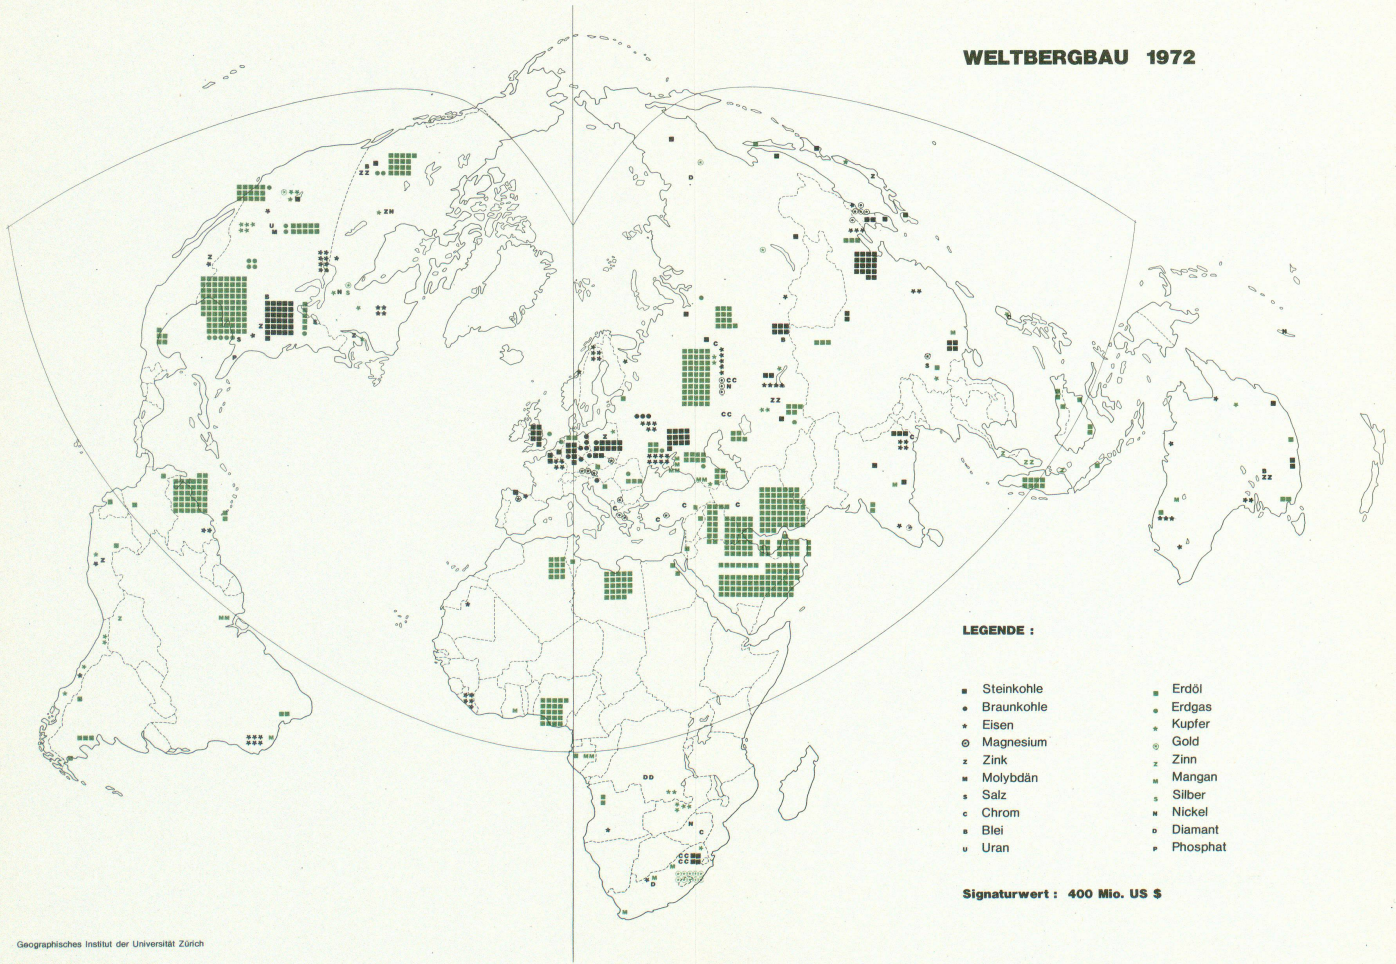 WELTBERGBAU 1972
LEGENDE :
Steinkohle
Braunkohle
Eisen
Magnesium
Z Zink
M Molybdän
S Salz
C Chrom
B Blei
U Uran
Erdöl
Erdgas
Kupfer
Gold
Z Zinn
M Mangan
S Silber
N Nickel
D Diamant
P Phosphat
Signaturwert : 400 Mio. US $
Geographisches Institut der Universität Zürich